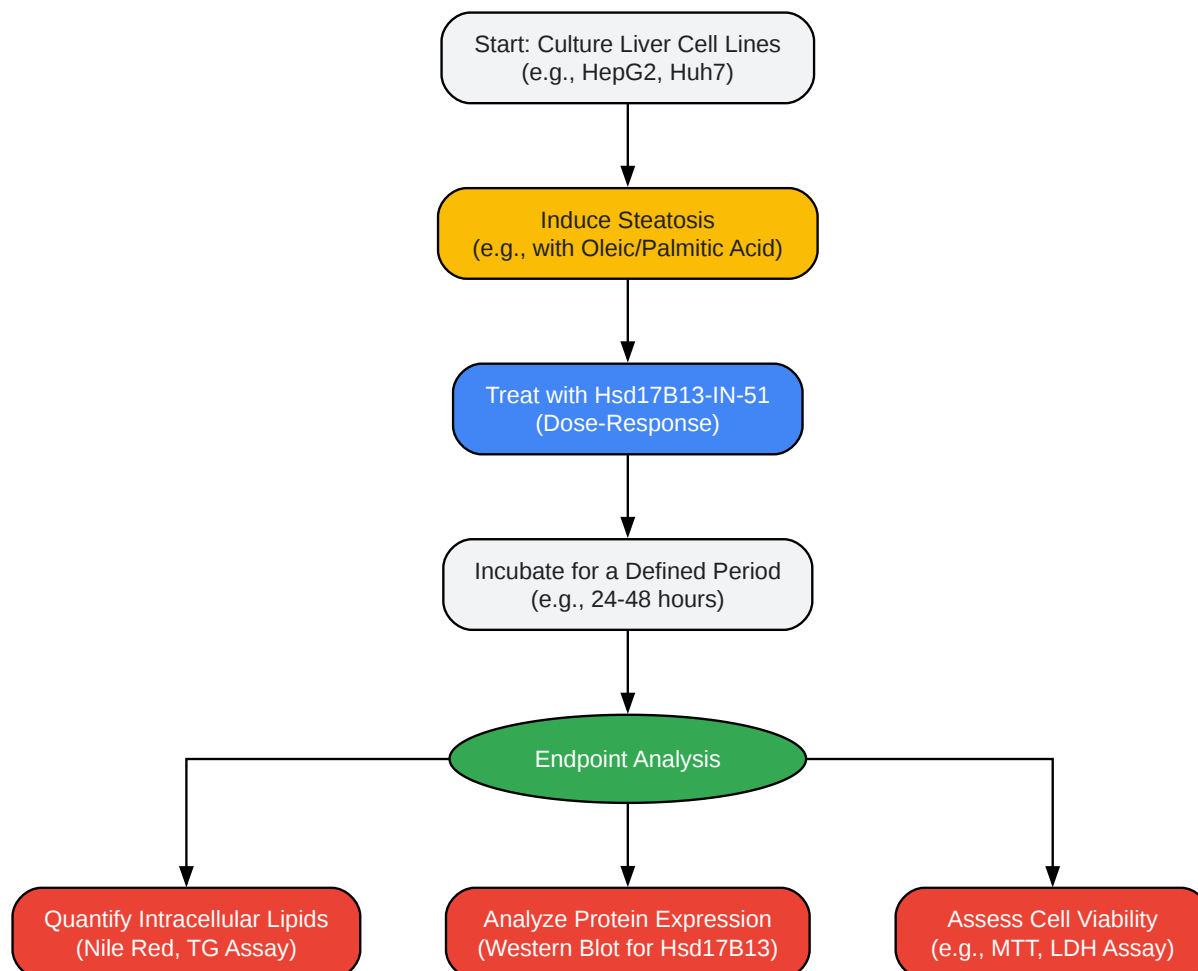 Start: Culture Liver Cell Lines
(e.g., HepG2, Huh7)
Induce Steatosis
(e.g., with Oleic/Palmitic Acid)
Treat with Hsd17B13-IN-51
(Dose-Response)
Incubate for a Defined Period
(e.g., 24-48 hours)
Endpoint Analysis
Quantify Intracellular Lipids
(Nile Red, TG Assay)
Analyze Protein Expression
(Western Blot for Hsd17B13)
Assess Cell Viability
(e.g., MTT, LDH Assay)